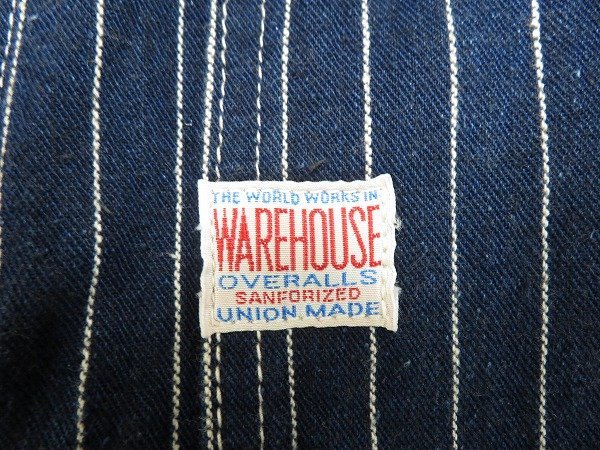 THE WORLD WORKS IN
WAREHOUSE
OVERALLS
SANFORIZED
UNION MADE